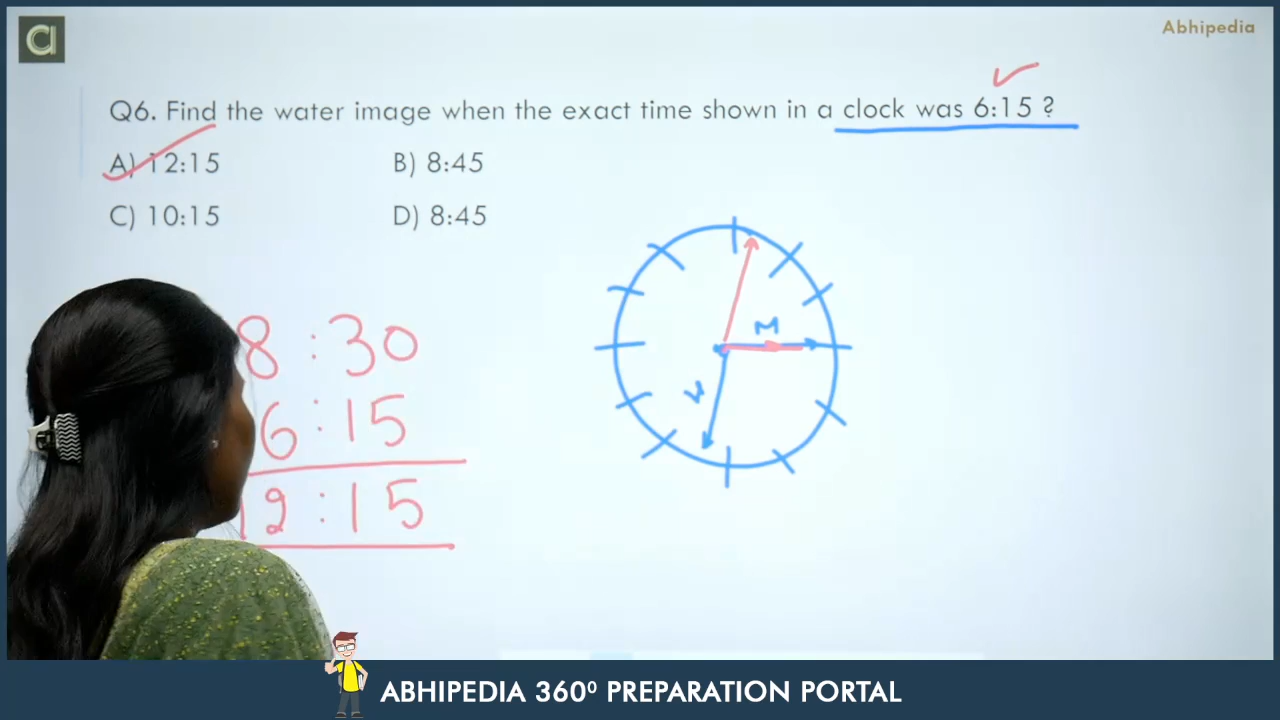 Abhipedia
Q6. Find the water image when the exact time shown in a clock was 6:15 ?
A) 12:15 B) 8:45
C) 10:15 D) 8:45
8:30
6:15
12:15
M
ABHIPEDIA 360⁰ PREPARATION PORTAL